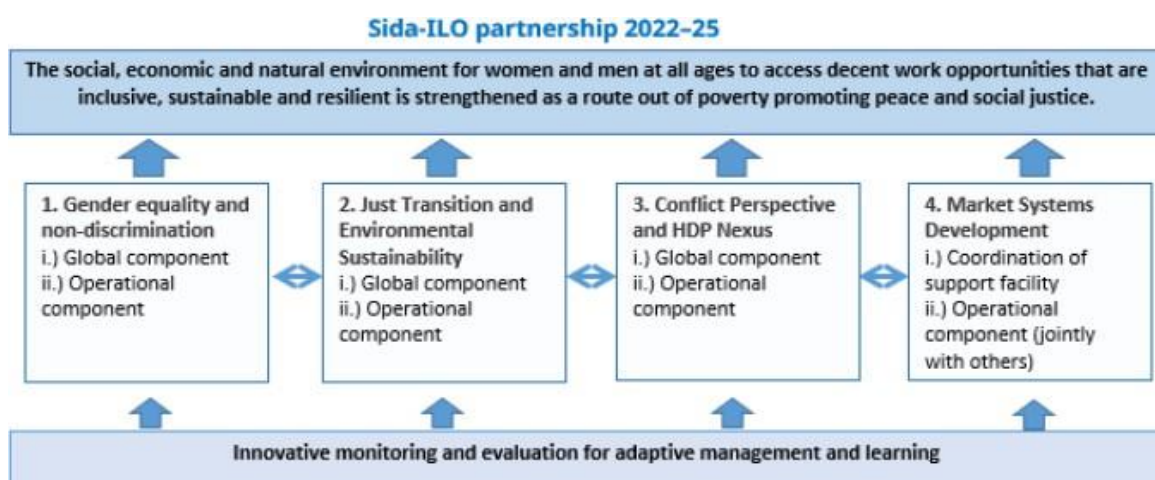 Sida-ILO partnership 2022–25
The social, economic and natural environment for women and men at all ages to access decent work opportunities that are
inclusive, sustainable and resilient is strengthened as a route out of poverty promoting peace and social justice.
1. Gender equality and
non-discrimination
i.) Global component
ii.) Operational
component
2. Just Transition and
Environmental
Sustainability
i.) Global component
ii.) Operational
component
3. Conflict Perspective
and HDP Nexus
i.) Global component
ii.) Operational
component
4. Market Systems
Development
i.) Coordination of
support facility
ii.) Operational
component (jointly
with others)
Innovative monitoring and evaluation for adaptive management and learning